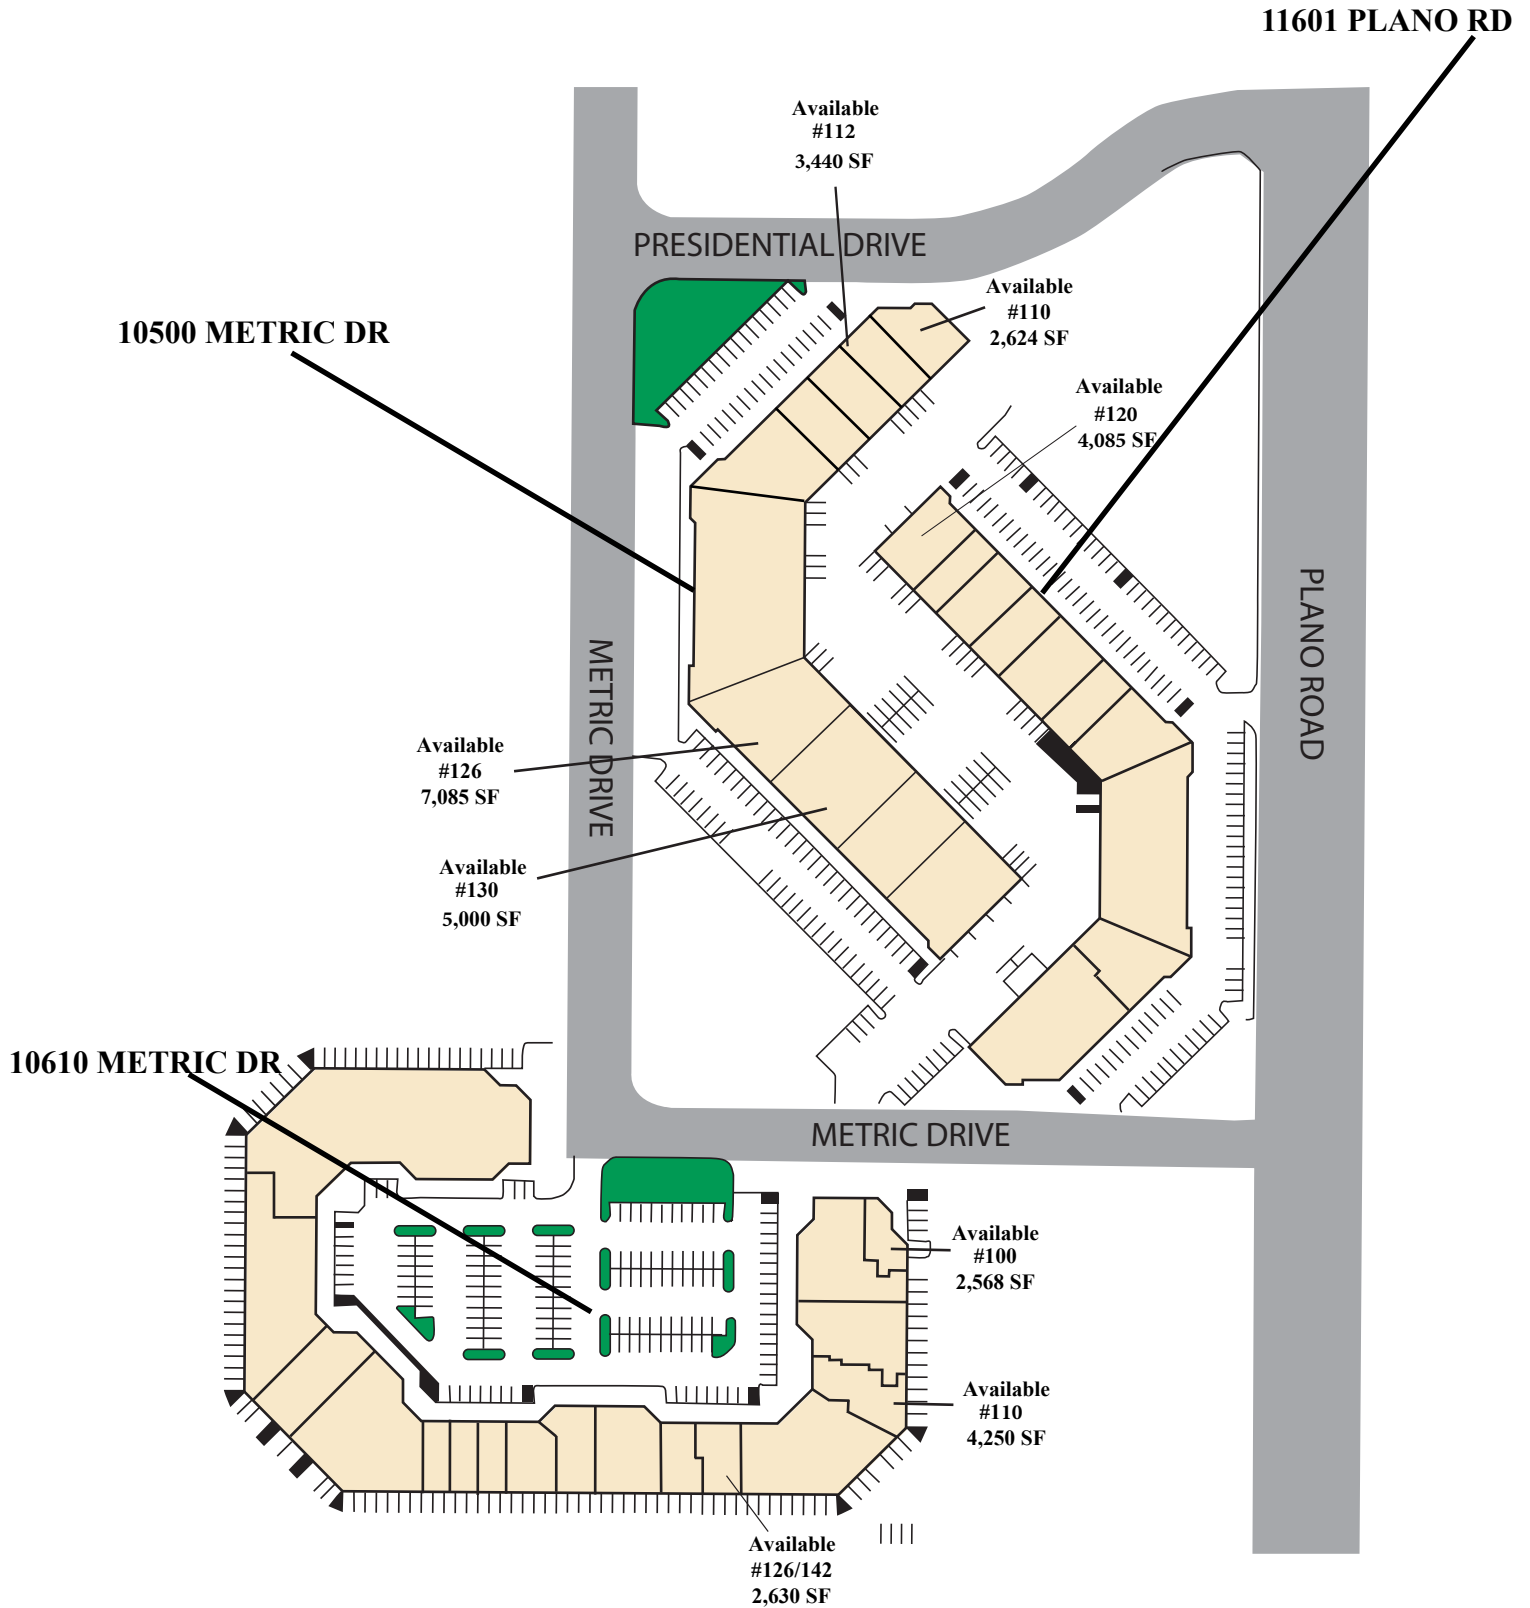 11601 PLANO RD
Available
#112
3,440 SF
PRESIDENTIAL DRIVE
Available
#110
2,624 SF
10500 METRIC DR
Available
#120
4,085 SF
PLANO ROAD
METRIC DRIVE
Available
#126
7,085 SF
Available
#130
5,000 SF
10610 METRIC DR
METRIC DRIVE
Available
#100
2,568 SF
Available
#110
4,250 SF
Available
#126/142
2,630 SF